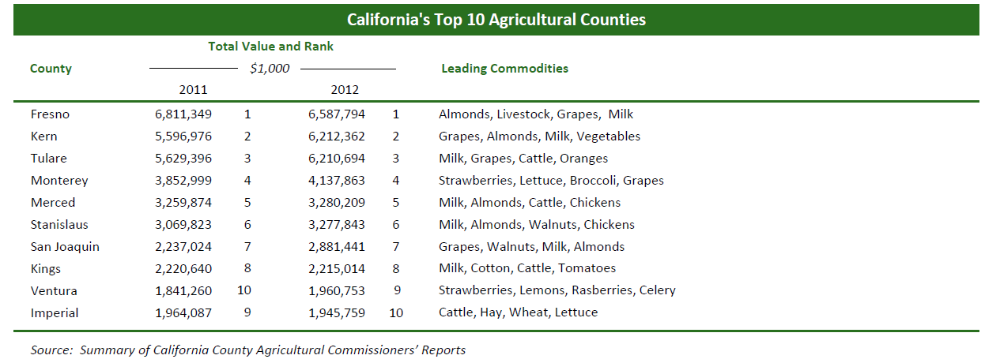 California's Top 10 Agricultural Counties
Total Value and Rank
County $1,000 Leading Commodities
2011 2012
Fresno 6,811,349 1 6,587,794 1 Almonds, Livestock, Grapes, Milk
Kern 5,596,976 2 6,212,362 2 Grapes, Almonds, Milk, Vegetables
Tulare 5,629,396 3 6,210,694 3 Milk, Grapes, Cattle, Oranges
Monterey 3,852,999 4 4,137,863 4 Strawberries, Lettuce, Broccoli, Grapes
Merced 3,259,874 5 3,280,209 5 Milk, Almonds, Cattle, Chickens
Stanislaus 3,069,823 6 3,277,843 6 Milk, Almonds, Walnuts, Chickens
San Joaquin 2,237,024 7 2,881,441 7 Grapes, Walnuts, Milk, Almonds
Kings 2,220,640 8 2,215,014 8 Milk, Cotton, Cattle, Tomatoes
Ventura 1,841,260 10 1,960,753 9 Strawberries, Lemons, Rasberries, Celery
Imperial 1,964,087 9 1,945,759 10 Cattle, Hay, Wheat, Lettuce
Source: Summary of California County Agricultural Commissioners’ Reports